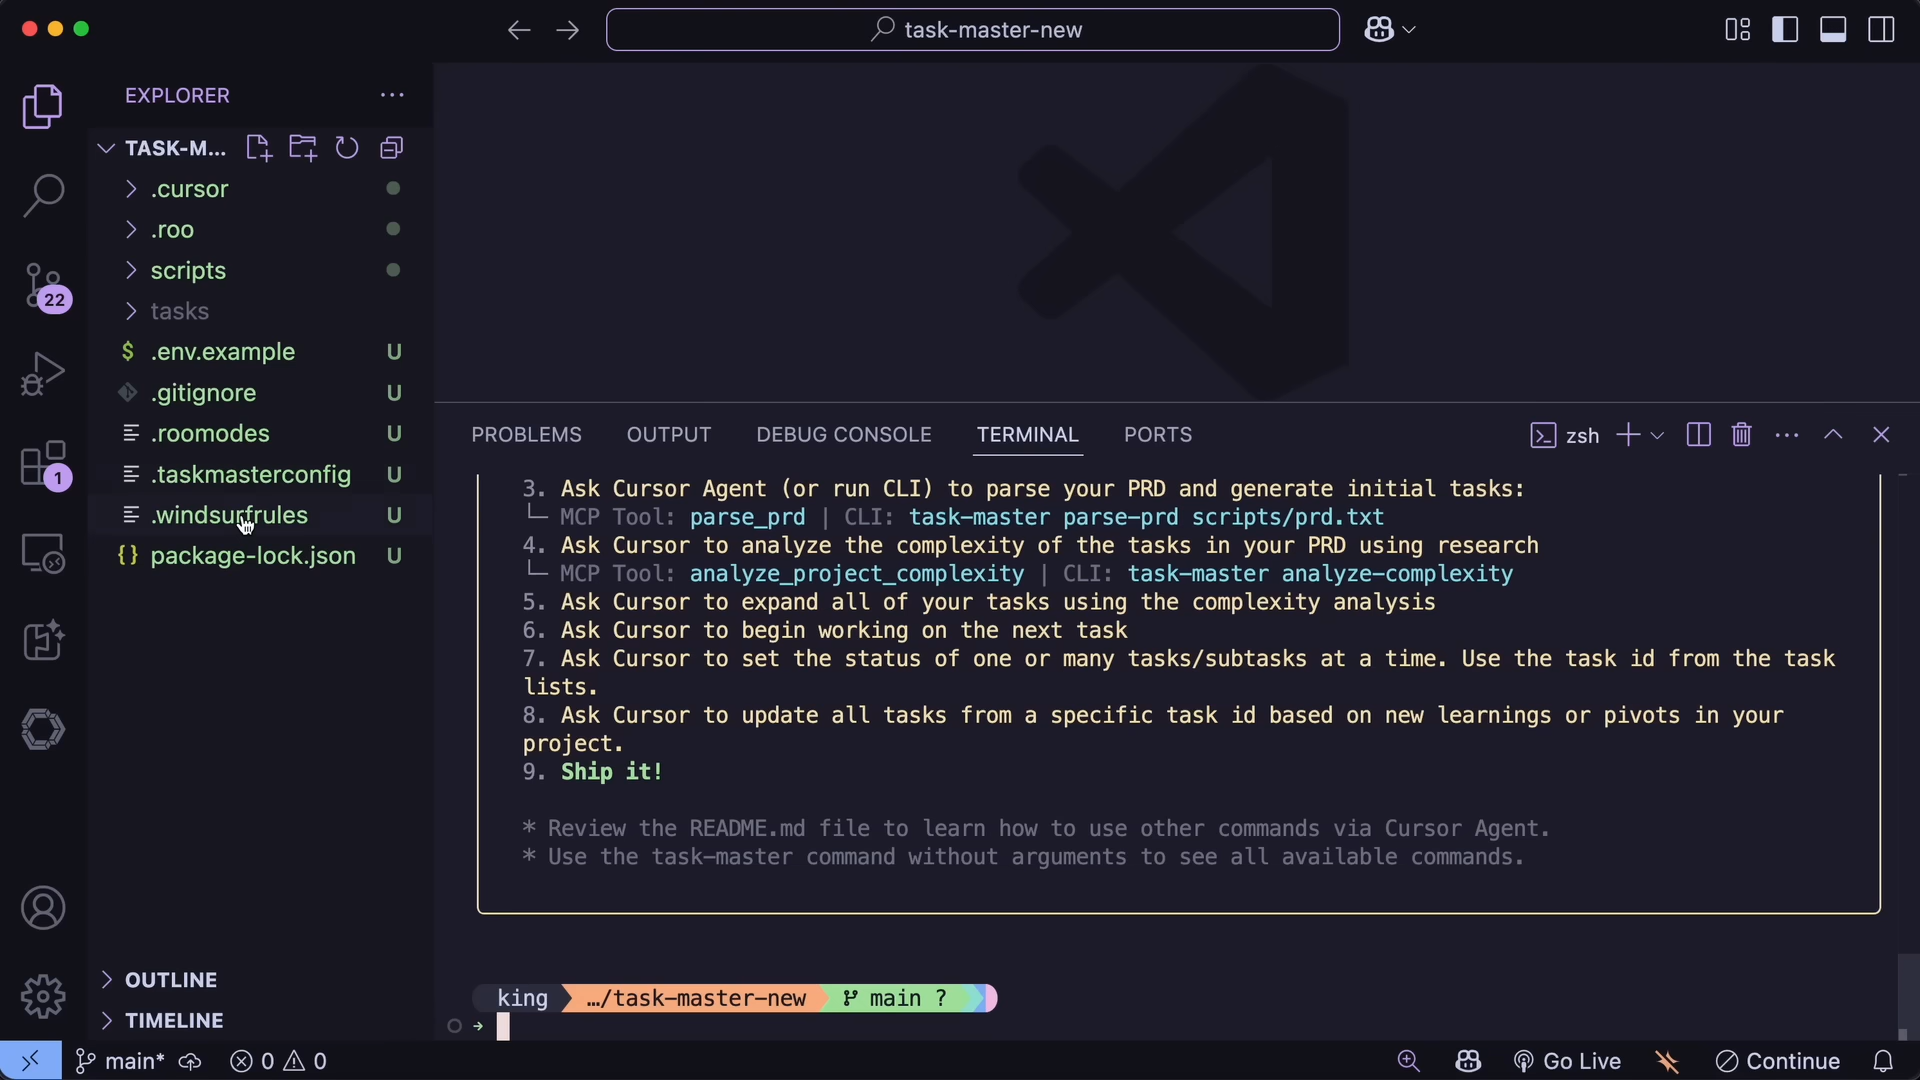 task-master-new
EXPLORER
TASK-M...
.cursor
.roo
scripts
tasks
$ .env.example U
.gitignore U
.roomodes U
.taskmasterconfig U
.windsurfrules U
{} package-lock.json U
22
1
OUTLINE
TIMELINE
PROBLEMS OUTPUT DEBUG CONSOLE TERMINAL PORTS
zsh
3. Ask Cursor Agent (or run CLI) to parse your PRD and generate initial tasks:
└─ MCP Tool: parse_prd | CLI: task-master parse-prd scripts/prd.txt
4. Ask Cursor to analyze the complexity of the tasks in your PRD using research
└─ MCP Tool: analyze_project_complexity | CLI: task-master analyze-complexity
5. Ask Cursor to expand all of your tasks using the complexity analysis
6. Ask Cursor to begin working on the next task
7. Ask Cursor to set the status of one or many tasks/subtasks at a time. Use the task id from the task
lists.
8. Ask Cursor to update all tasks from a specific task id based on new learnings or pivots in your
project.
9. Ship it!
* Review the README.md file to learn how to use other commands via Cursor Agent.
* Use the task-master command without arguments to see all available commands.
king …/task-master-new main ?
main* 0 0 Go Live Continue